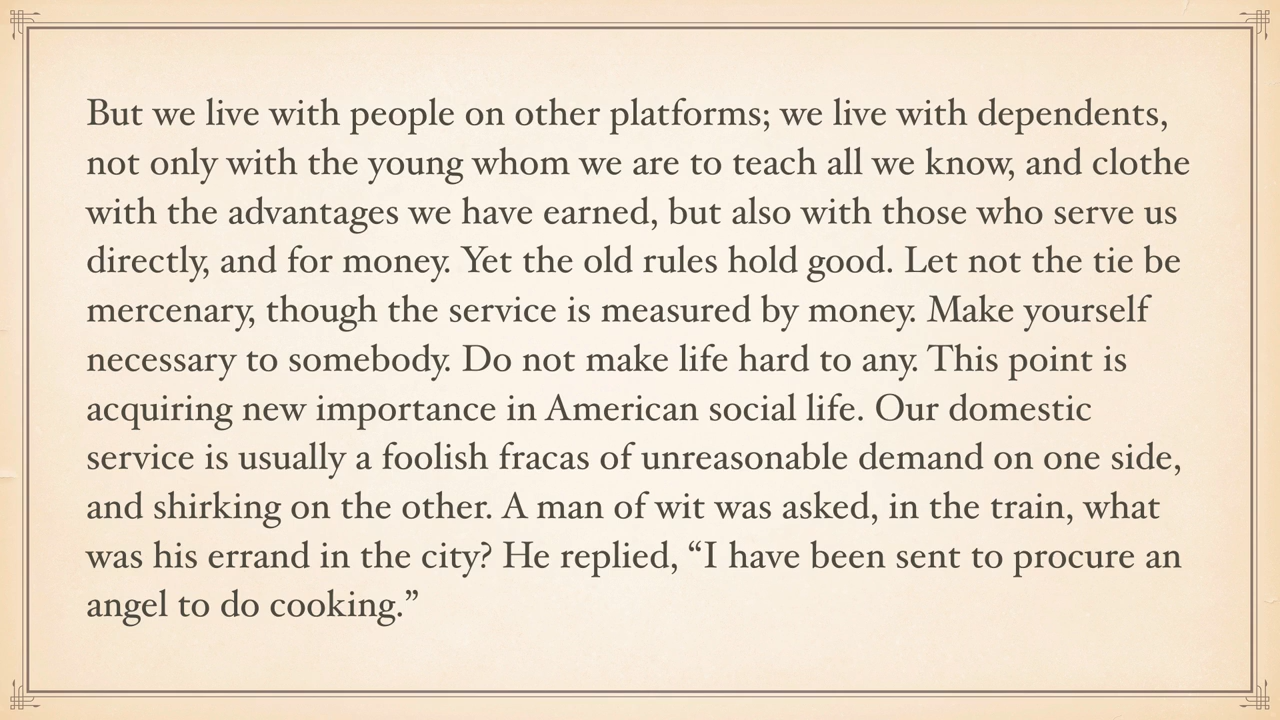 But we live with people on other platforms; we live with dependents,
not only with the young whom we are to teach all we know, and clothe
with the advantages we have earned, but also with those who serve us
directly, and for money. Yet the old rules hold good. Let not the tie be
mercenary, though the service is measured by money. Make yourself
necessary to somebody. Do not make life hard to any. This point is
acquiring new importance in American social life. Our domestic
service is usually a foolish fracas of unreasonable demand on one side,
and shirking on the other. A man of wit was asked, in the train, what
was his errand in the city? He replied, “I have been sent to procure an
angel to do cooking.”